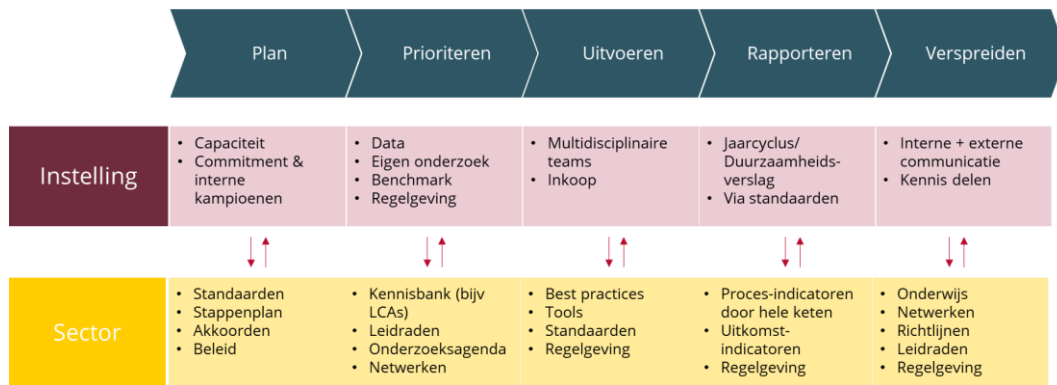 Plan
Prioriteren
Uitvoeren
Rapporteren
Verspreiden
Instelling
• Capaciteit
• Commitment &
interne
kampioenen
• Data
• Eigen onderzoek
• Benchmark
• Regelgeving
• Multidisciplinaire
teams
• Inkoop
• Jaarcyclus/
Duurzaamheids-
verslag
• Via standaarden
• Interne + externe
communicatie
• Kennis delen
Sector
• Standaarden
• Stappenplan
• Akkoorden
• Beleid
• Kennisbank (bijv
LCAs)
• Leidraden
• Onderzoeksagenda
• Netwerken
• Best practices
• Tools
• Standaarden
• Regelgeving
• Proces-indicatoren
door hele keten
• Uitkomst-
indicatoren
• Regelgeving
• Onderwijs
• Netwerken
• Richtlijnen
• Leidraden
• Regelgeving